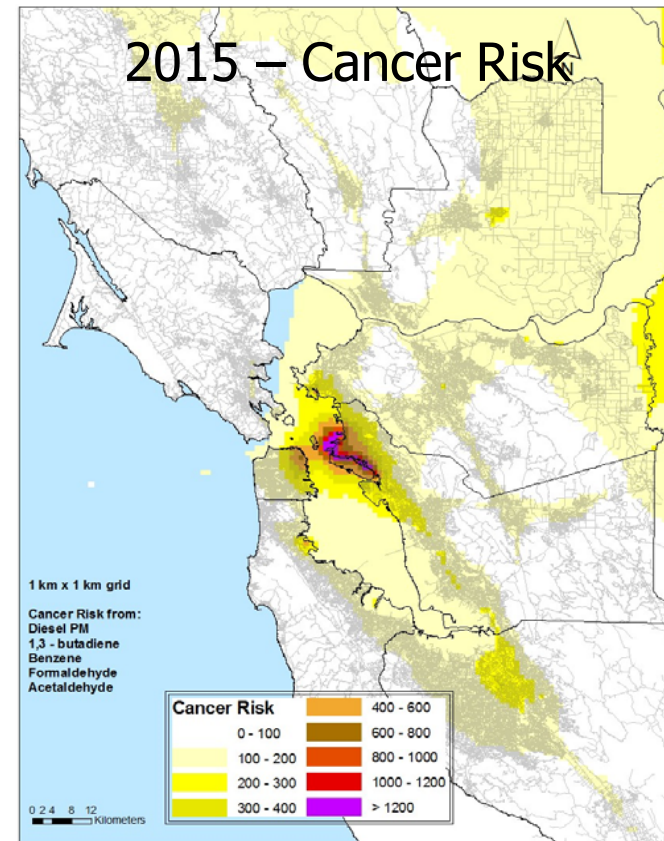 2015 – Cancer Risk
N
1 km x 1 km grid
Cancer Risk from:
Diesel PM
1,3 - butadiene
Benzene
Formaldehyde
Acetaldehyde
Cancer Risk
0 - 100
100 - 200
200 - 300
300 - 400
400 - 600
600 - 800
800 - 1000
1000 - 1200
> 1200
0 2 4 8 12
Kilometers